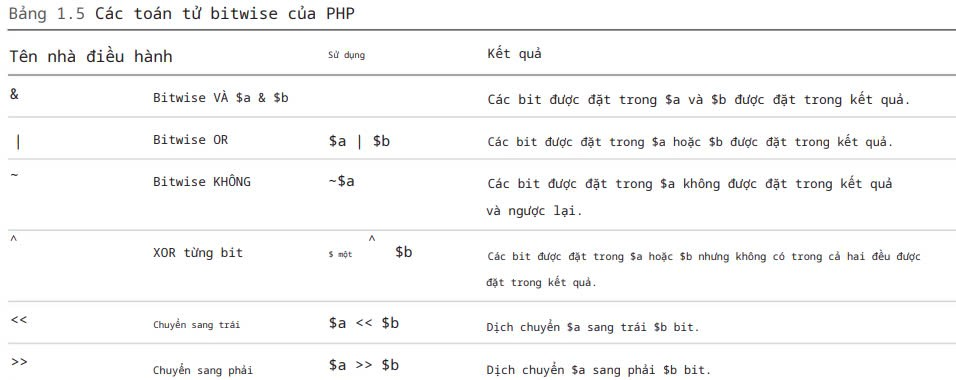 Bảng 1.5 Các toán tử bitwise của PHP
Tên nhà điều hành Sử dụng Kết quả
& Bitwise VÀ $a & $b Các bit được đặt trong $a và $b được đặt trong kết quả.
| Bitwise OR $a | $b Các bit được đặt trong $a hoặc $b được đặt trong kết quả.
~ Bitwise KHÔNG ~$a Các bit được đặt trong $a không được đặt trong kết quả
và ngược lại.
^ XOR từng bit $ một ^ $b Các bit được đặt trong $a hoặc $b nhưng không có trong cả hai đều được
đặt trong kết quả.
<< Chuyển sang trái $a << $b Dịch chuyển $a sang trái $b bit.
>> Chuyển sang phải $a >> $b Dịch chuyển $a sang phải $b bit.